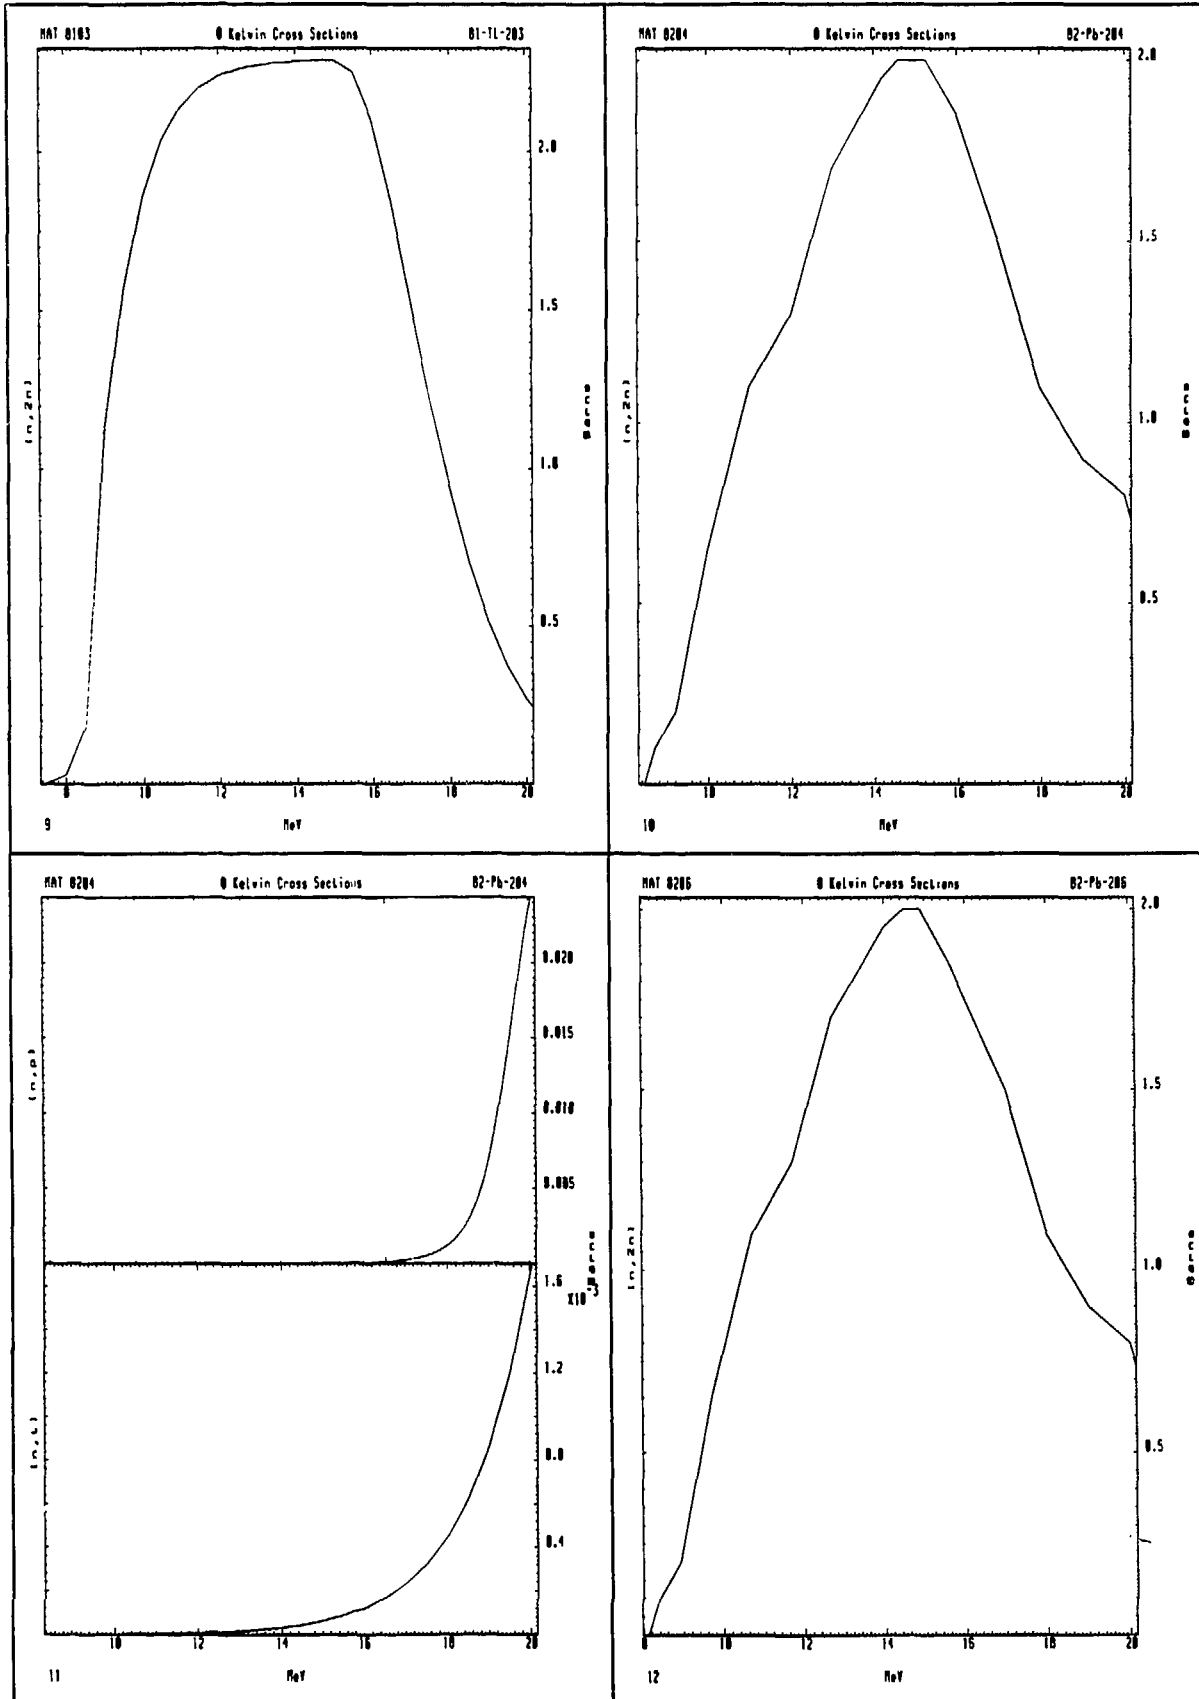 MAT 8103 0 Kelvin Cross Sections 81-TL-203
2.0
1.5
(n,2n)
Barns
1.0
0.5
8 10 12 14 16 18 20
9 MeV
MAT 8204 0 Kelvin Cross Sections 82-Pb-204
2.0
1.5
(n,2n)
Barns
1.0
0.5
10 12 14 16 18 20
10 MeV
MAT 8204 0 Kelvin Cross Sections 82-Pb-204
0.020
0.015
(n,p)
0.010
0.005
Barns
1.6
X10-3
1.2
(n,t)
0.8
0.4
10 12 14 16 18 20
11 MeV
MAT 8206 0 Kelvin Cross Sections 82-Pb-206
2.0
1.5
(n,2n)
Barns
1.0
0.5
8 10 12 14 16 18 20
12 MeV